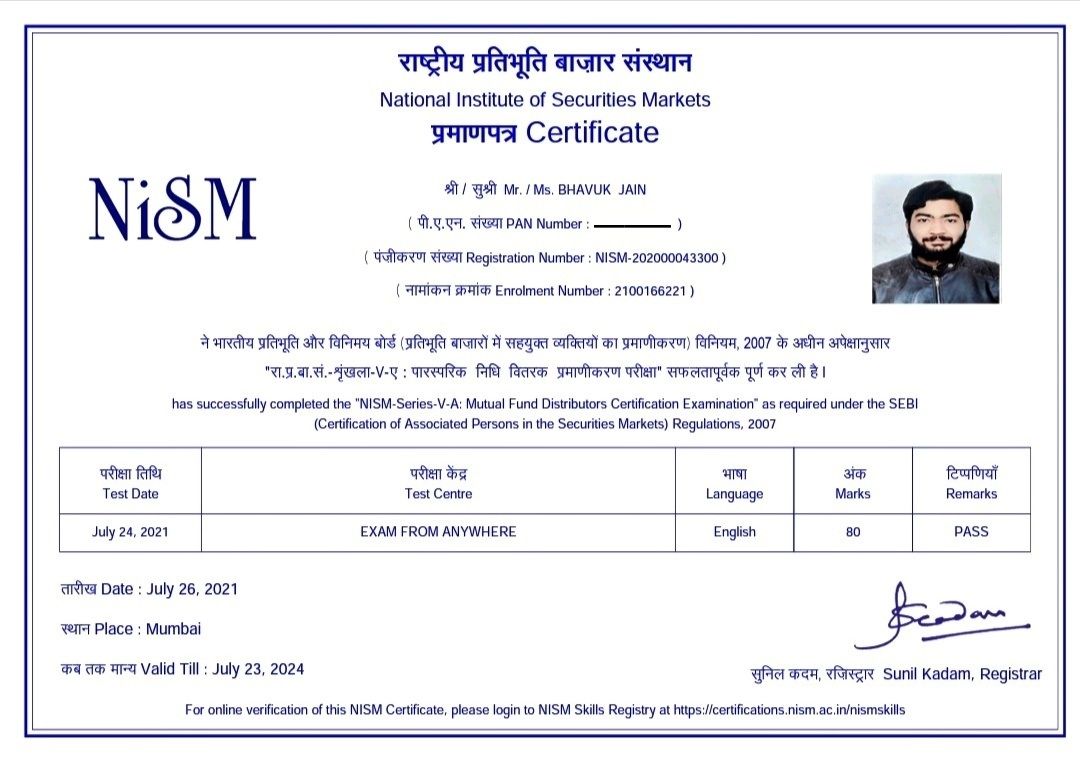 राष्ट्रीय प्रतिभूति बाज़ार संस्थान
National Institute of Securities Markets
प्रमाणपत्र Certificate
NiSM
श्री / सुश्री Mr. / Ms. BHAVUK JAIN
( पी.ए.एन. संख्या PAN Number : )
( पंजीकरण संख्या Registration Number : NISM-202000043300 )
( नामांकन क्रमांक Enrolment Number : 2100166221 )
ने भारतीय प्रतिभूति और विनिमय बोर्ड (प्रतिभूति बाजारों में सहयुक्त व्यक्तियों का प्रमाणीकरण) विनियम, 2007 के अधीन अपेक्षानुसार
"रा.प्र.बा.सं.-शृंखला-V-ए : पारस्परिक निधि वितरक प्रमाणीकरण परीक्षा" सफलतापूर्वक पूर्ण कर ली है ।
has successfully completed the "NISM-Series-V-A: Mutual Fund Distributors Certification Examination" as required under the SEBI
(Certification of Associated Persons in the Securities Markets) Regulations, 2007
परीक्षा तिथि परीक्षा केंद्र भाषा अंक टिप्पणियाँ
Test Date Test Centre Language Marks Remarks
July 24, 2021 EXAM FROM ANYWHERE English 80 PASS
तारीख Date : July 26, 2021
स्थान Place : Mumbai
कब तक मान्य Valid Till : July 23, 2024
सुनिल कदम, रजिस्ट्रार Sunil Kadam, Registrar
For online verification of this NISM Certificate, please login to NISM Skills Registry at https://certifications.nism.ac.in/nismskills